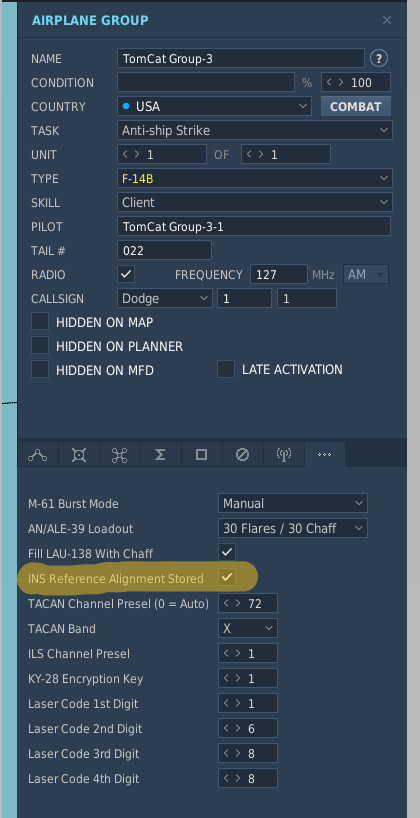 AIRPLANE GROUP ×
NAME TomCat Group-3 ?
CONDITION % < > 100
COUNTRY USA COMBAT
TASK Anti-ship Strike
UNIT < > 1 OF < > 1
TYPE F-14B
SKILL Client
PILOT TomCat Group-3-1
TAIL # 022
RADIO FREQUENCY 127 MHz AM
CALLSIGN Dodge 1 1
HIDDEN ON MAP
HIDDEN ON PLANNER
HIDDEN ON MFD LATE ACTIVATION
Σ ...
M-61 Burst Mode Manual
AN/ALE-39 Loadout 30 Flares / 30 Chaff
Fill LAU-138 With Chaff
INS Reference Alignment Stored
TACAN Channel Presel (0 = Auto) < > 72
TACAN Band X
ILS Channel Presel < > 1
KY-28 Encryption Key < > 1
Laser Code 1st Digit < > 1
Laser Code 2nd Digit < > 6
Laser Code 3rd Digit < > 8
Laser Code 4th Digit < > 8